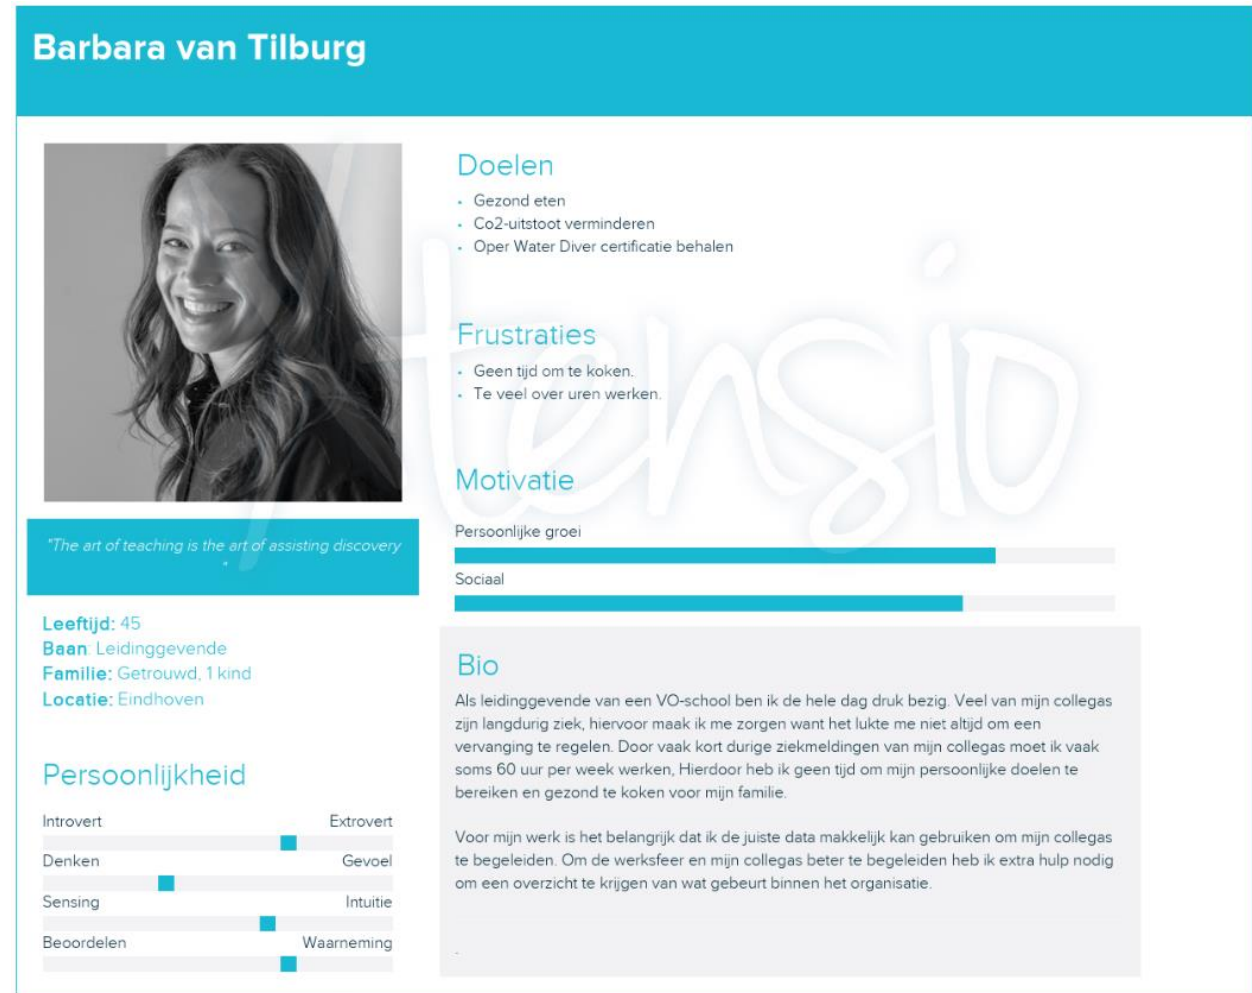 Barbara van Tilburg
"The art of teaching is the art of assisting discovery
"
Leeftijd: 45
Baan: Leidinggevende
Familie: Getrouwd, 1 kind
Locatie: Eindhoven
Persoonlijkheid
Introvert Extrovert
Denken Gevoel
Sensing Intuitie
Beoordelen Waarneming
Doelen
• Gezond eten
• Co2-uitstoot verminderen
• Oper Water Diver certificatie behalen
Frustraties
• Geen tijd om te koken.
• Te veel over uren werken.
Motivatie
Persoonlijke groei
Sociaal
Bio
Als leidinggevende van een VO-school ben ik de hele dag druk bezig. Veel van mijn collegas
zijn langdurig ziek, hiervoor maak ik me zorgen want het lukte me niet altijd om een
vervanging te regelen. Door vaak kort durige ziekmeldingen van mijn collegas moet ik vaak
soms 60 uur per week werken, Hierdoor heb ik geen tijd om mijn persoonlijke doelen te
bereiken en gezond te koken voor mijn familie.
Voor mijn werk is het belangrijk dat ik de juiste data makkelijk kan gebruiken om mijn collegas
te begeleiden. Om de werksfeer en mijn collegas beter te begeleiden heb ik extra hulp nodig
om een overzicht te krijgen van wat gebeurt binnen het organisatie.
.
Xtensio